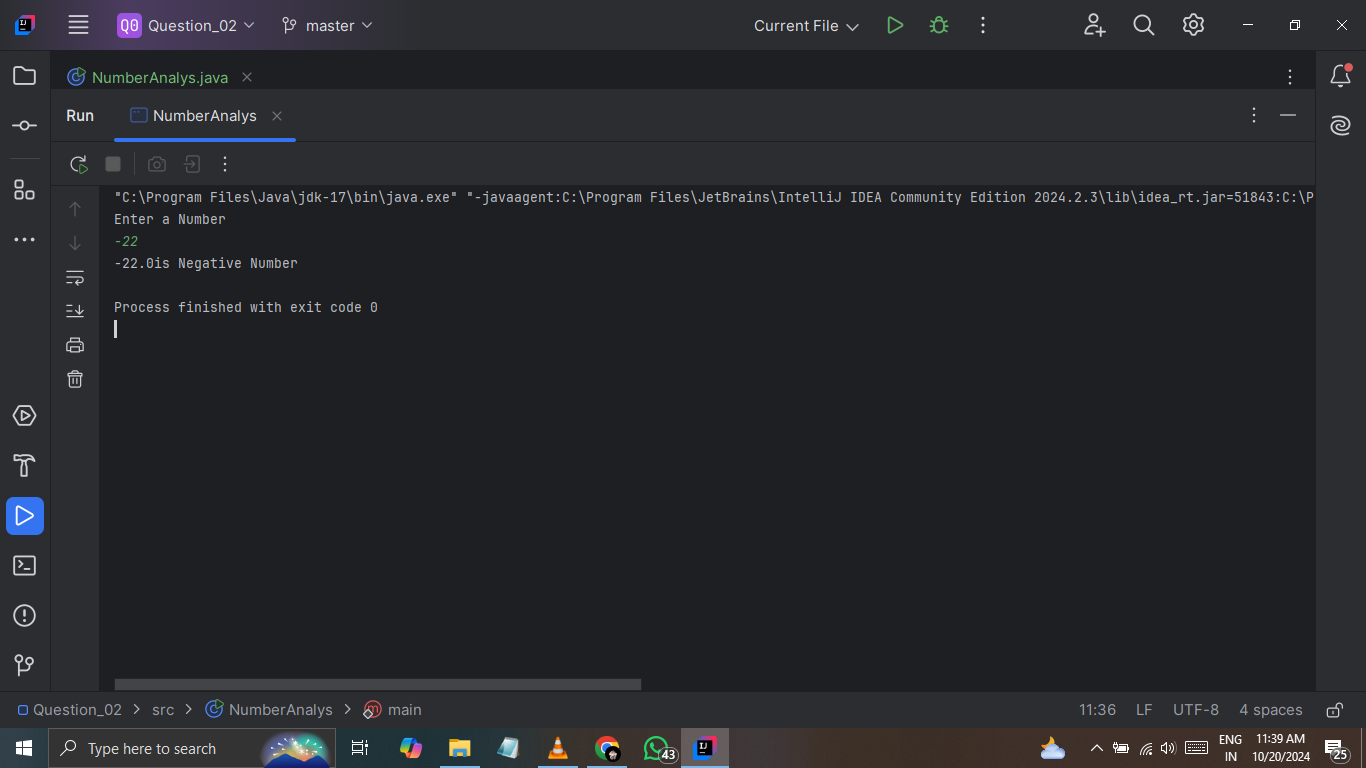 Question_02 master Current File
NumberAnalys.java
Run NumberAnalys
"C:\Program Files\Java\jdk-17\bin\java.exe" "-javaagent:C:\Program Files\JetBrains\IntelliJ IDEA Community Edition 2024.2.3\lib\idea_rt.jar=51843:C:\P
Enter a Number
-22
-22.0is Negative Number
Process finished with exit code 0
Question_02 > src > NumberAnalys > main 11:36 LF UTF-8 4 spaces
Type here to search 43 ENG 11:39 AM
IN 10/20/2024 25